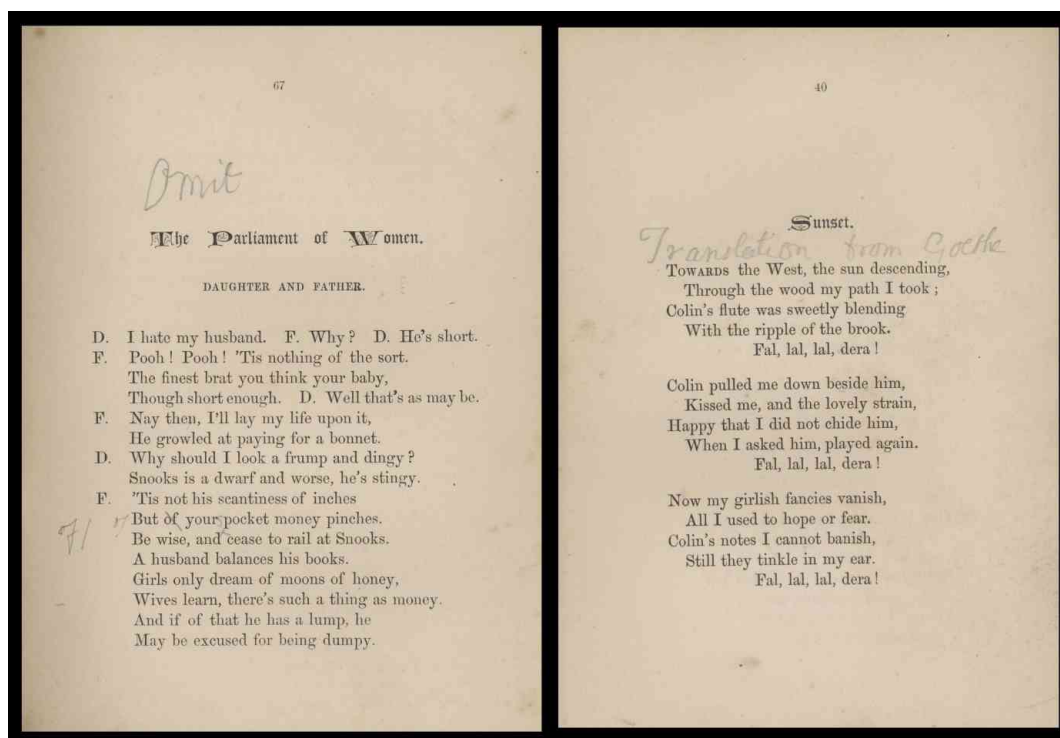 67
Omit
The Parliament of Women.
DAUGHTER AND FATHER.
D. I hate my husband. F. Why? D. He's short.
F. Pooh! Pooh! 'Tis nothing of the sort.
The finest brat you think your baby,
Though short enough. D. Well that's as may be.
F. Nay then, I'll lay my life upon it,
He growled at paying for a bonnet.
D. Why should I look a frump and dingy?
Snooks is a dwarf and worse, he's stingy.
F. 'Tis not his scantiness of inches
But of your pocket money pinches.
Be wise, and cease to rail at Snooks.
A husband balances his books.
Girls only dream of moons of honey,
Wives learn, there's such a thing as money.
And if of that he has a lump, he
May be excused for being dumpy.
40
Sunset.
Translation from Goethe
TOWARDS the West, the sun descending,
Through the wood my path I took;
Colin's flute was sweetly blending
With the ripple of the brook.
Fal, lal, lal, dera!
Colin pulled me down beside him,
Kissed me, and the lovely strain,
Happy that I did not chide him,
When I asked him, played again.
Fal, lal, lal, dera!
Now my girlish fancies vanish,
All I used to hope or fear.
Colin's notes I cannot banish,
Still they tinkle in my ear.
Fal, lal, lal, dera!